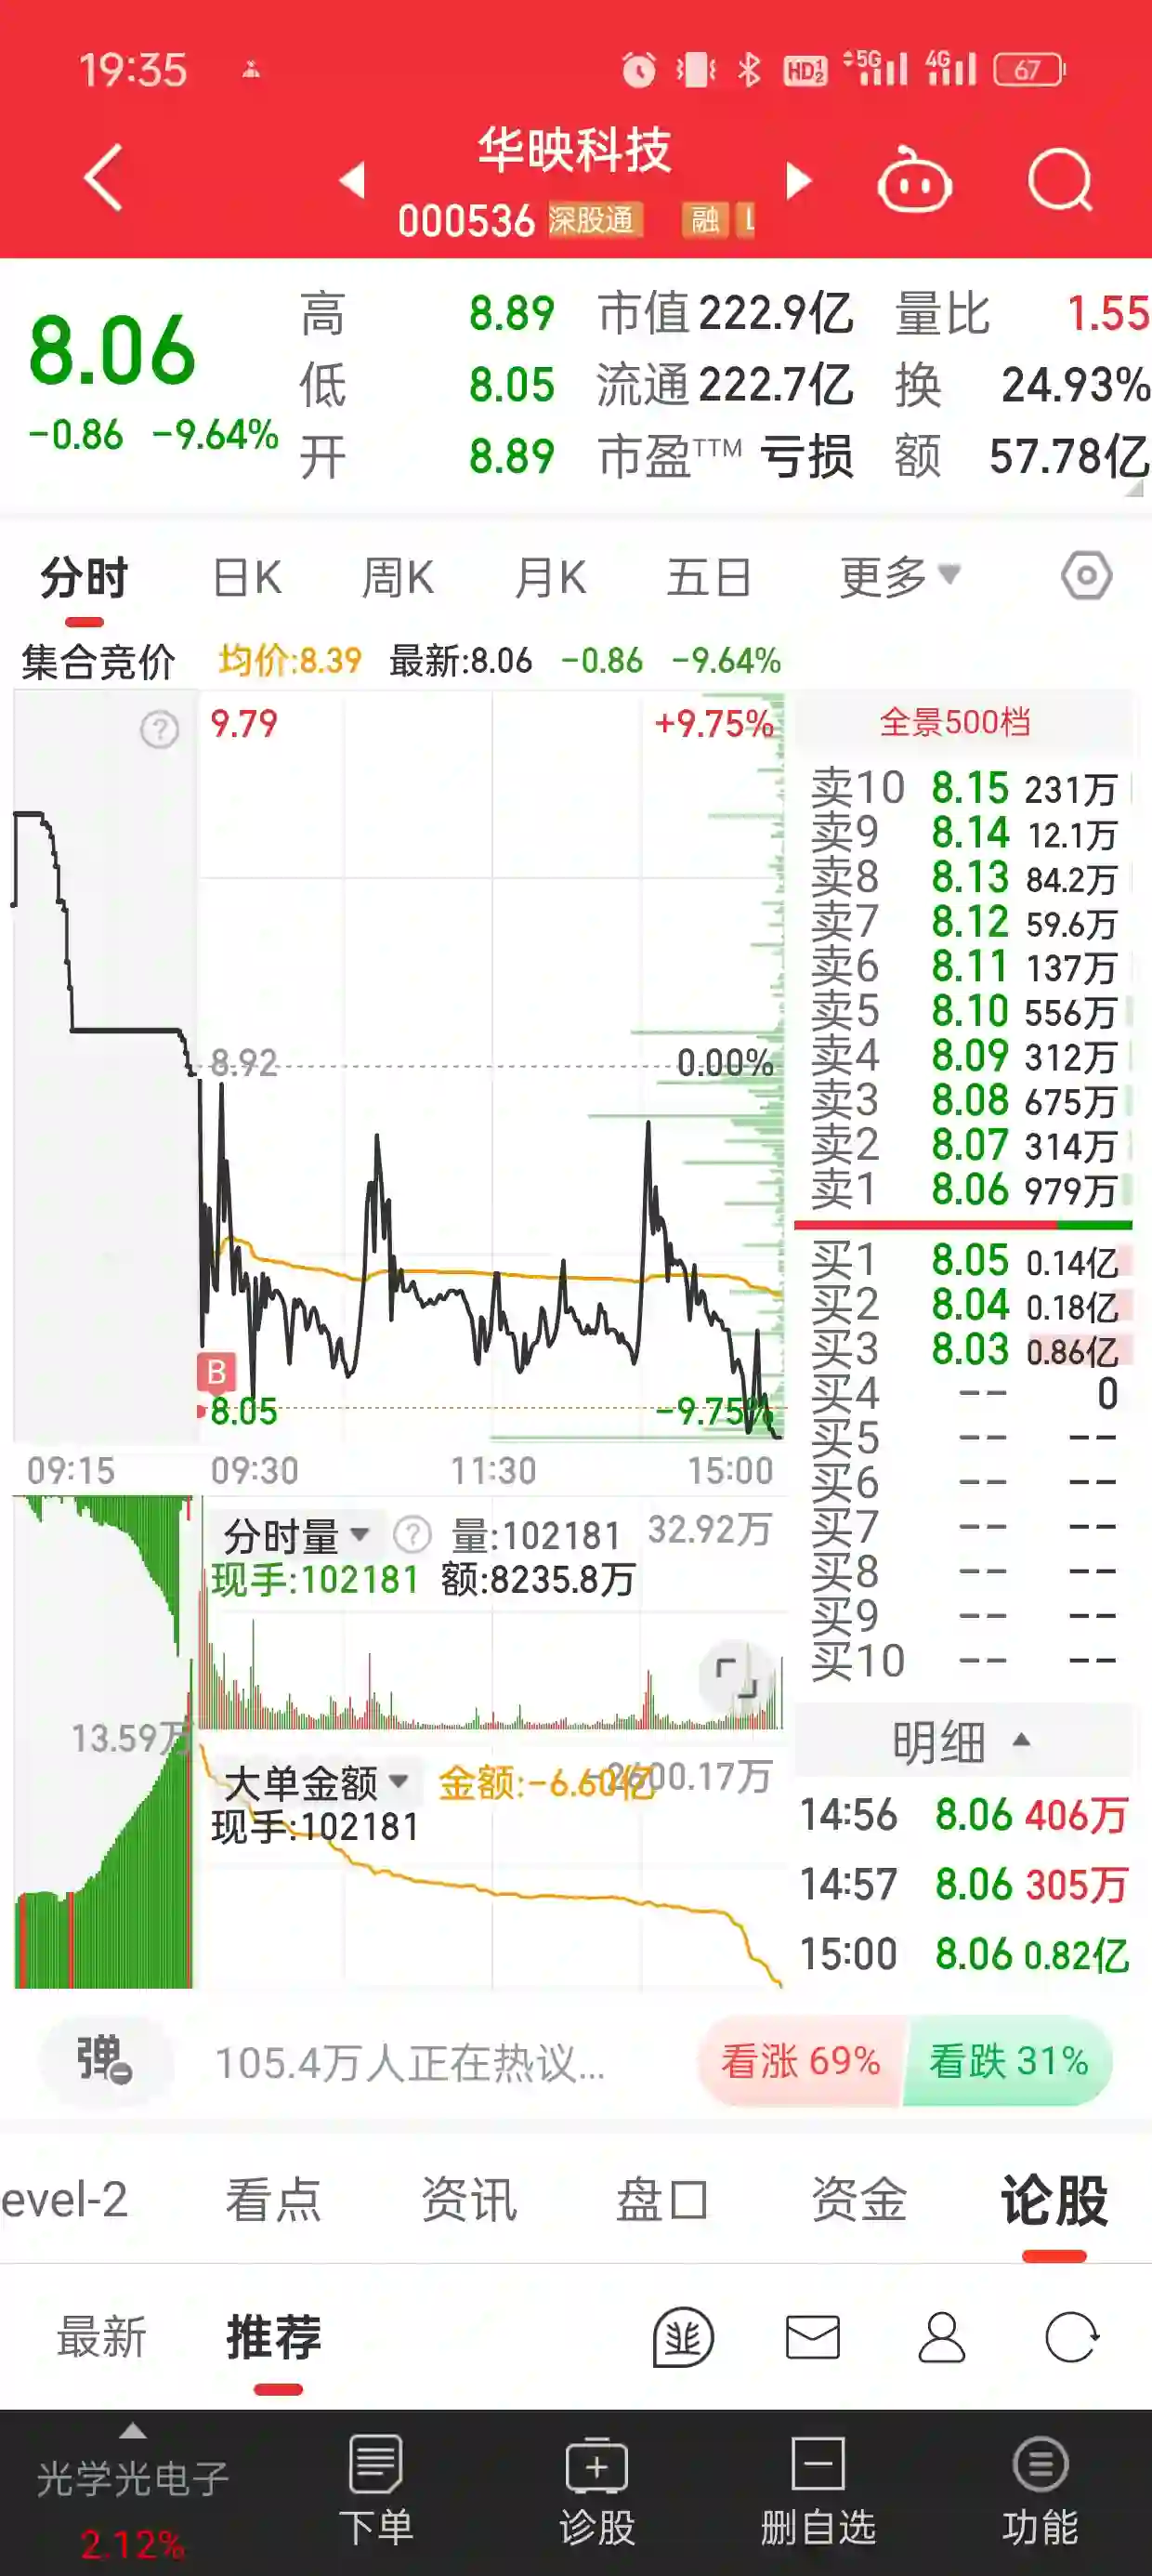 19:35 HD1 2 5G 4G 67
华映科技
000536 深股通 融 L
8.06
-0.86 -9.64%
高 8.89 市值 222.9亿 量比 1.55
低 8.05 流通 222.7亿 换 24.93%
开 8.89 市盈TTM 亏损 额 57.78亿
分时 日K 周K 月K 五日 更多
集合竞价 均价:8.39 最新:8.06 -0.86 -9.64%
? 9.79 +9.75%
8.92 0.00%
B
8.05 -9.75%
09:15 09:30 11:30 15:00
分时量 ? 量:102181 32.92万
现手:102181 额:8235.8万
13.59万
大单金额 金额:-6.60亿 -2600.17万
现手:102181
全景500档
卖10 8.15 231万
卖9 8.14 12.1万
卖8 8.13 84.2万
卖7 8.12 59.6万
卖6 8.11 137万
卖5 8.10 556万
卖4 8.09 312万
卖3 8.08 675万
卖2 8.07 314万
卖1 8.06 979万
买1 8.05 0.14亿
买2 8.04 0.18亿
买3 8.03 0.86亿
买4 -- 0
买5 -- --
买6 -- --
买7 -- --
买8 -- --
买9 -- --
买10 -- --
明细
14:56 8.06 406万
14:57 8.06 305万
15:00 8.06 0.82亿
弹 105.4万人正在热议... 看涨 69% 看跌 31%
evel-2 看点 资讯 盘口 资金 论股
最新 推荐
光学光电子 下单 诊股 删自选 功能
2.12%